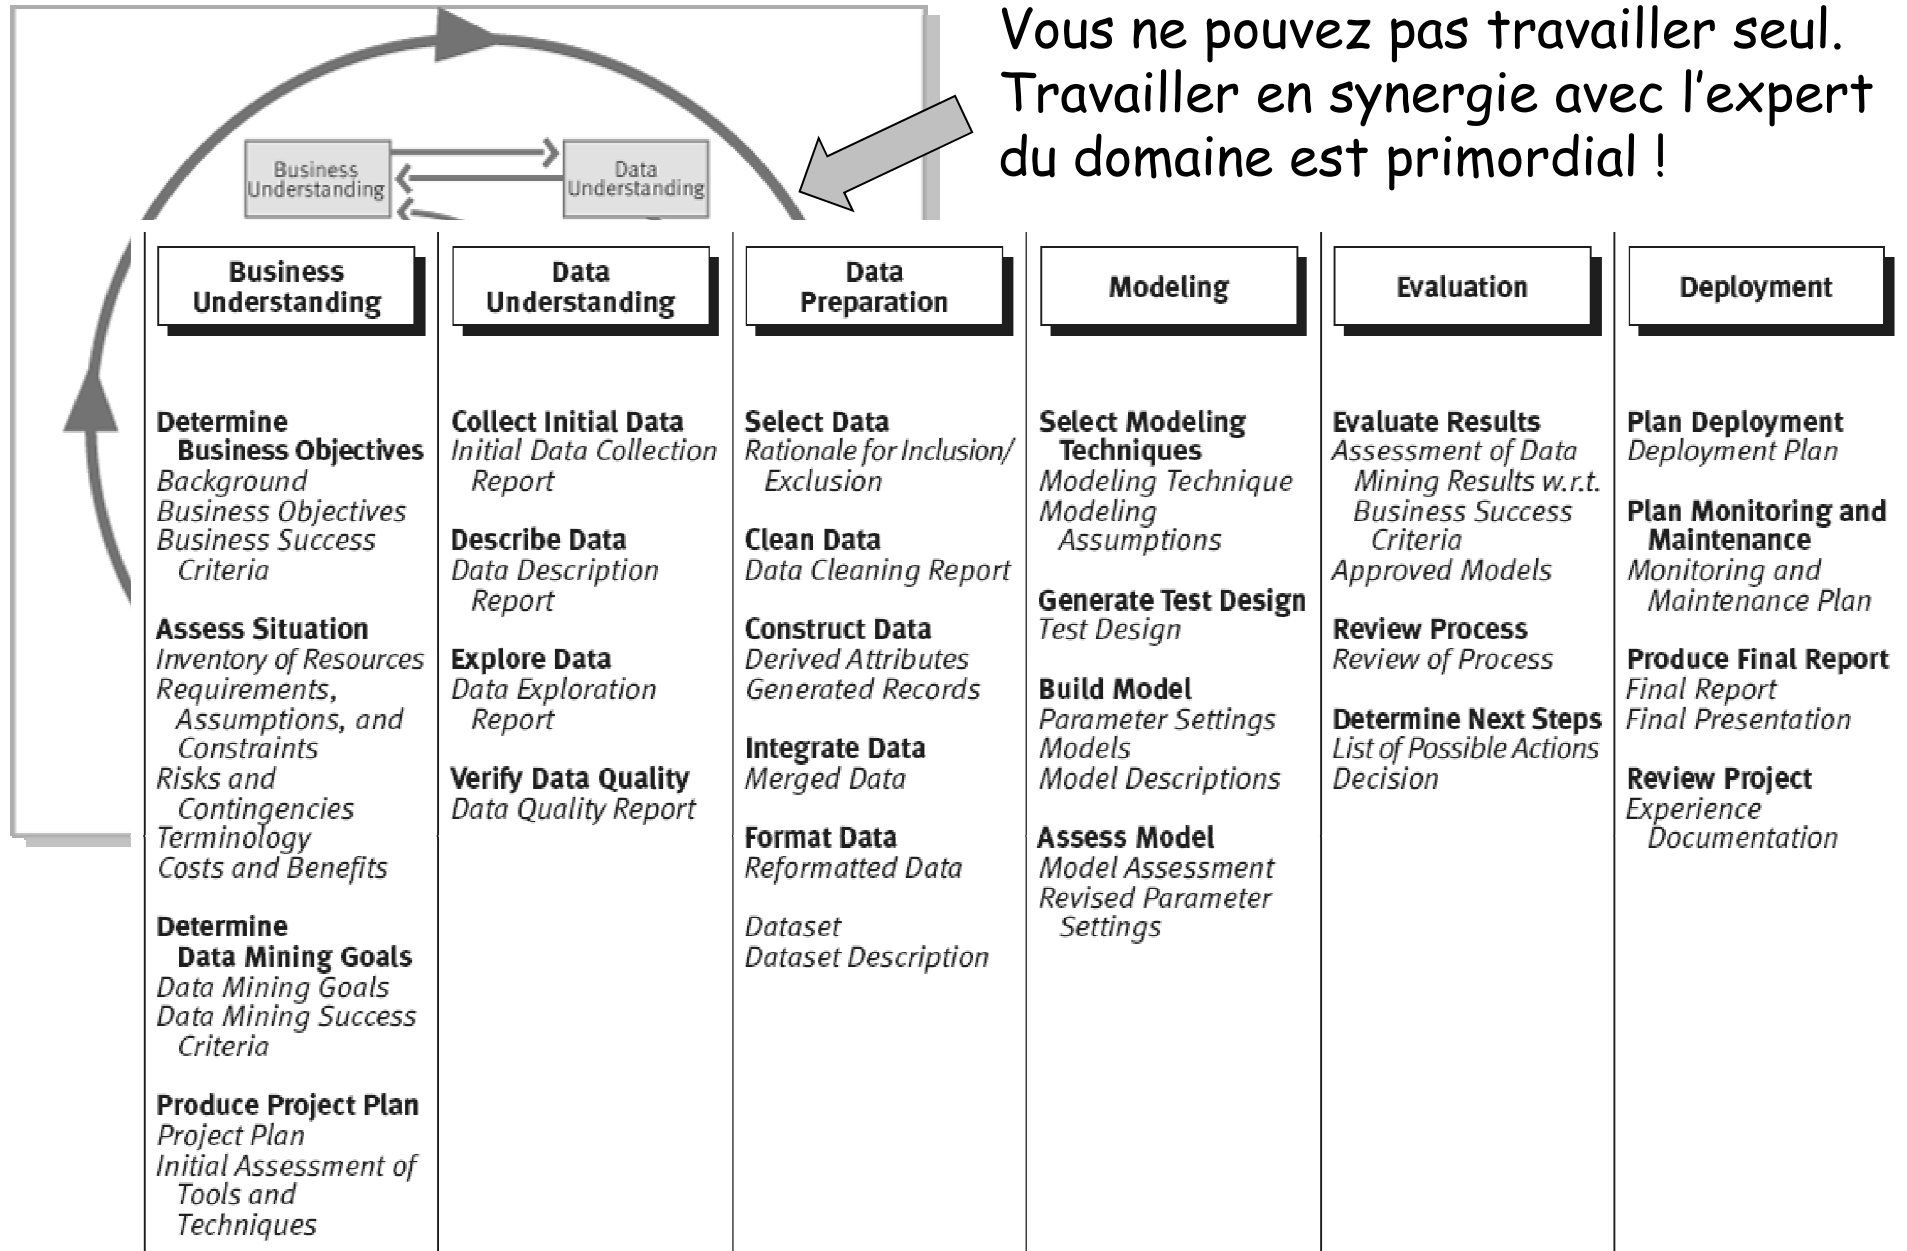 Vous ne pouvez pas travailler seul.
Travailler en synergie avec l'expert
du domaine est primordial !
Business
Understanding
Data
Understanding
Business
Understanding
Determine
Business Objectives
Background
Business Objectives
Business Success
Criteria
Assess Situation
Inventory of Resources
Requirements,
Assumptions, and
Constraints
Risks and
Contingencies
Terminology
Costs and Benefits
Determine
Data Mining Goals
Data Mining Goals
Data Mining Success
Criteria
Produce Project Plan
Project Plan
Initial Assessment of
Tools and
Techniques
Data
Understanding
Collect Initial Data
Initial Data Collection
Report
Describe Data
Data Description
Report
Explore Data
Data Exploration
Report
Verify Data Quality
Data Quality Report
Data
Preparation
Select Data
Rationale for Inclusion/
Exclusion
Clean Data
Data Cleaning Report
Construct Data
Derived Attributes
Generated Records
Integrate Data
Merged Data
Format Data
Reformatted Data
Dataset
Dataset Description
Modeling
Select Modeling
Techniques
Modeling Technique
Modeling
Assumptions
Generate Test Design
Test Design
Build Model
Parameter Settings
Models
Model Descriptions
Assess Model
Model Assessment
Revised Parameter
Settings
Evaluation
Evaluate Results
Assessment of Data
Mining Results w.r.t.
Business Success
Criteria
Approved Models
Review Process
Review of Process
Determine Next Steps
List of Possible Actions
Decision
Deployment
Plan Deployment
Deployment Plan
Plan Monitoring and
Maintenance
Monitoring and
Maintenance Plan
Produce Final Report
Final Report
Final Presentation
Review Project
Experience
Documentation